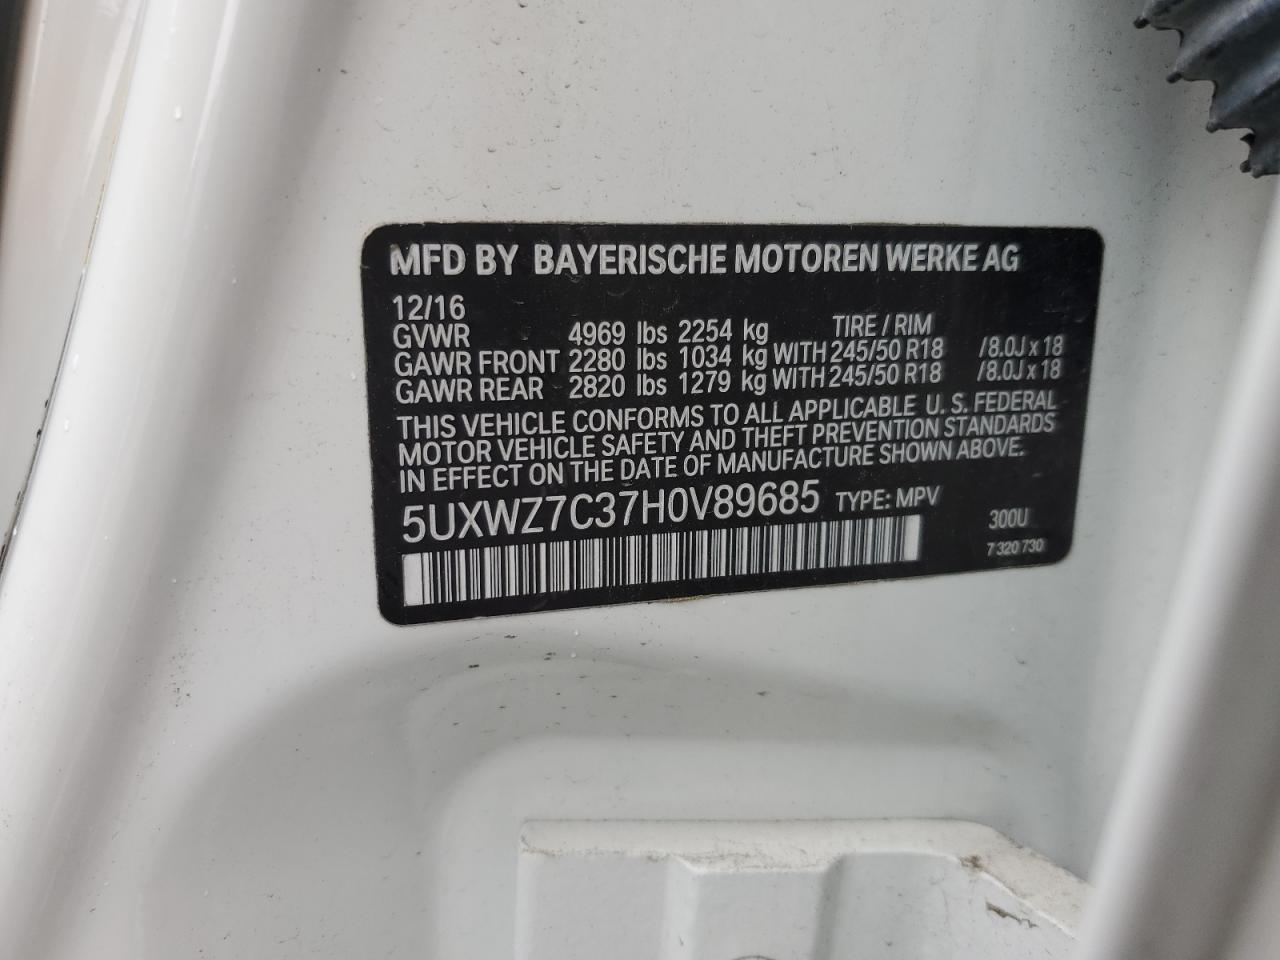 MFD BY BAYERISCHE MOTOREN WERKE AG
12/16
GVWR 4969 lbs 2254 kg TIRE / RIM
GAWR FRONT 2280 lbs 1034 kg WITH 245/50 R18 /8.0J x 18
GAWR REAR 2820 lbs 1279 kg WITH 245/50 R18 /8.0J x 18
THIS VEHICLE CONFORMS TO ALL APPLICABLE U. S. FEDERAL
MOTOR VEHICLE SAFETY AND THEFT PREVENTION STANDARDS
IN EFFECT ON THE DATE OF MANUFACTURE SHOWN ABOVE.
5UXWZ7C37H0V89685 TYPE: MPV
300U
7 320 730